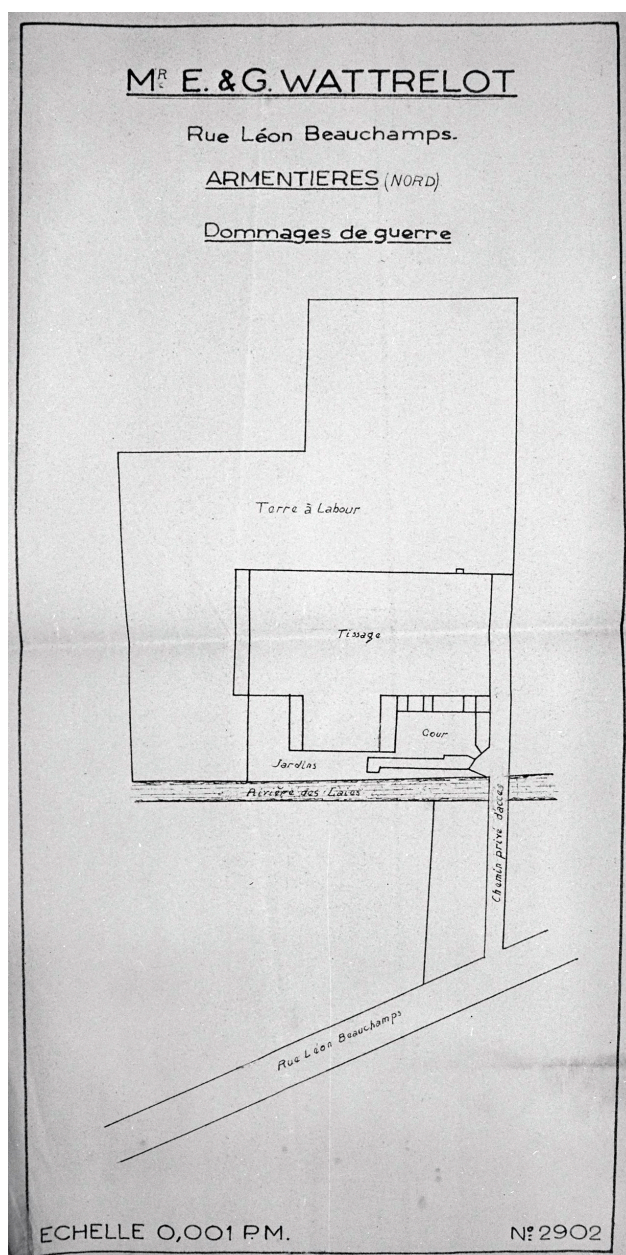 Mʳ E. & G. WATTRELOT
Rue Léon Beauchamps.
ARMENTIERES (NORD)
Dommages de guerre
Terre à Labour
Tissage
Cour
Jardins
Rivière des Laies
Chemin privé d'accès
Rue Léon Beauchamps
ECHELLE 0,001 P.M.
Nº 2902